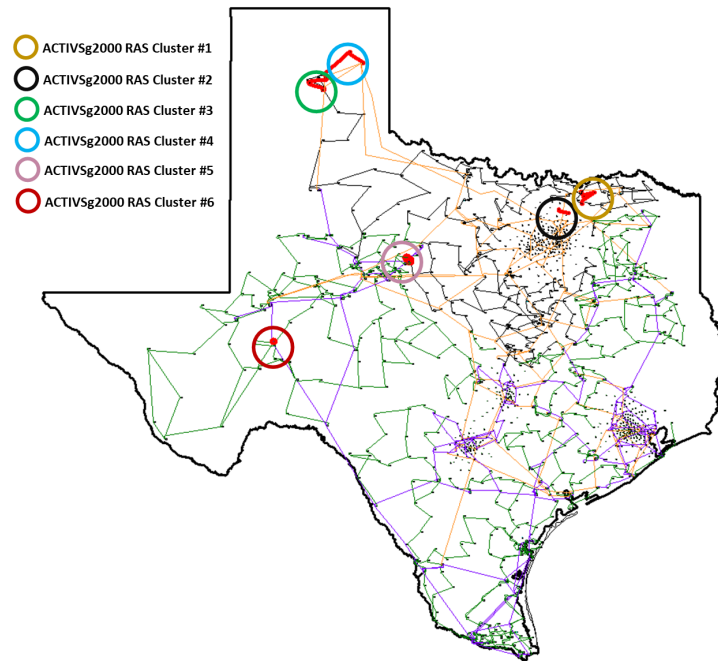 ACTIVSg2000 RAS Cluster #1
ACTIVSg2000 RAS Cluster #2
ACTIVSg2000 RAS Cluster #3
ACTIVSg2000 RAS Cluster #4
ACTIVSg2000 RAS Cluster #5
ACTIVSg2000 RAS Cluster #6